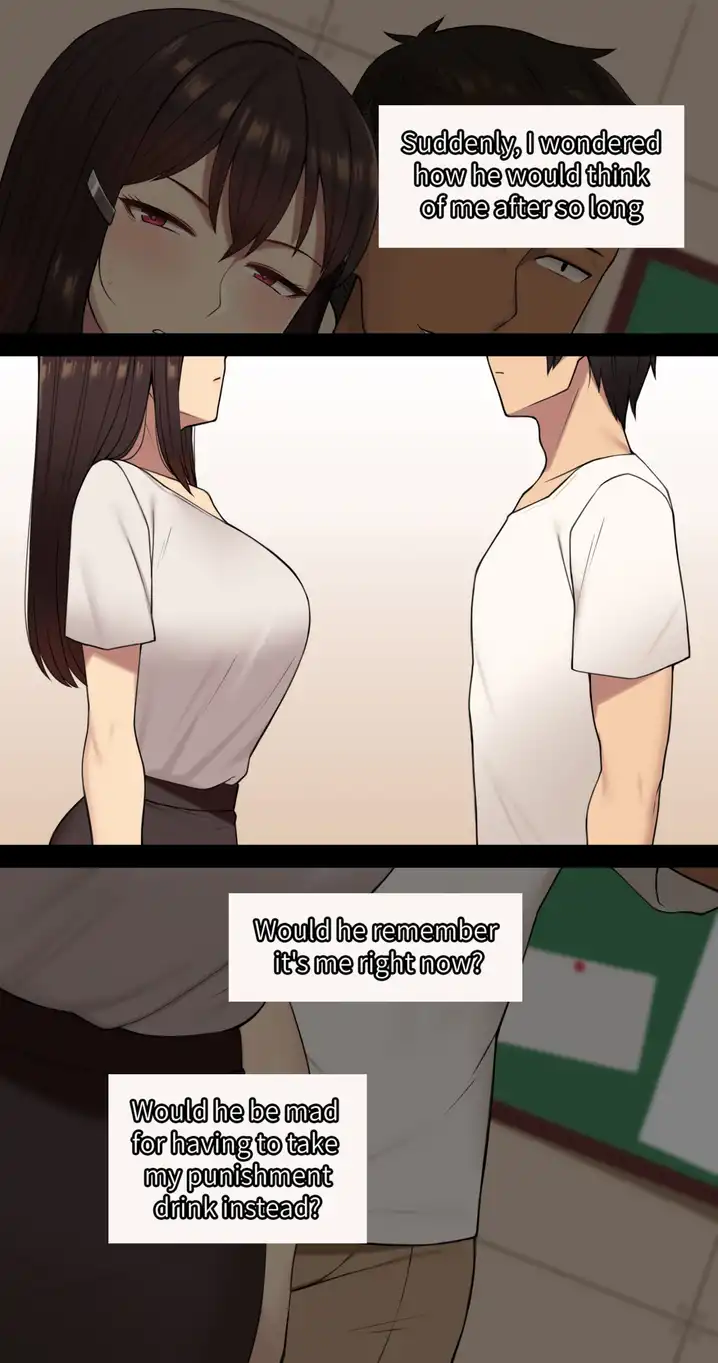 Suddenly, I wondered
how he would think
of me after so long
Would he remember
it's me right now?
Would he be mad
for having to take
my punishment
drink instead?